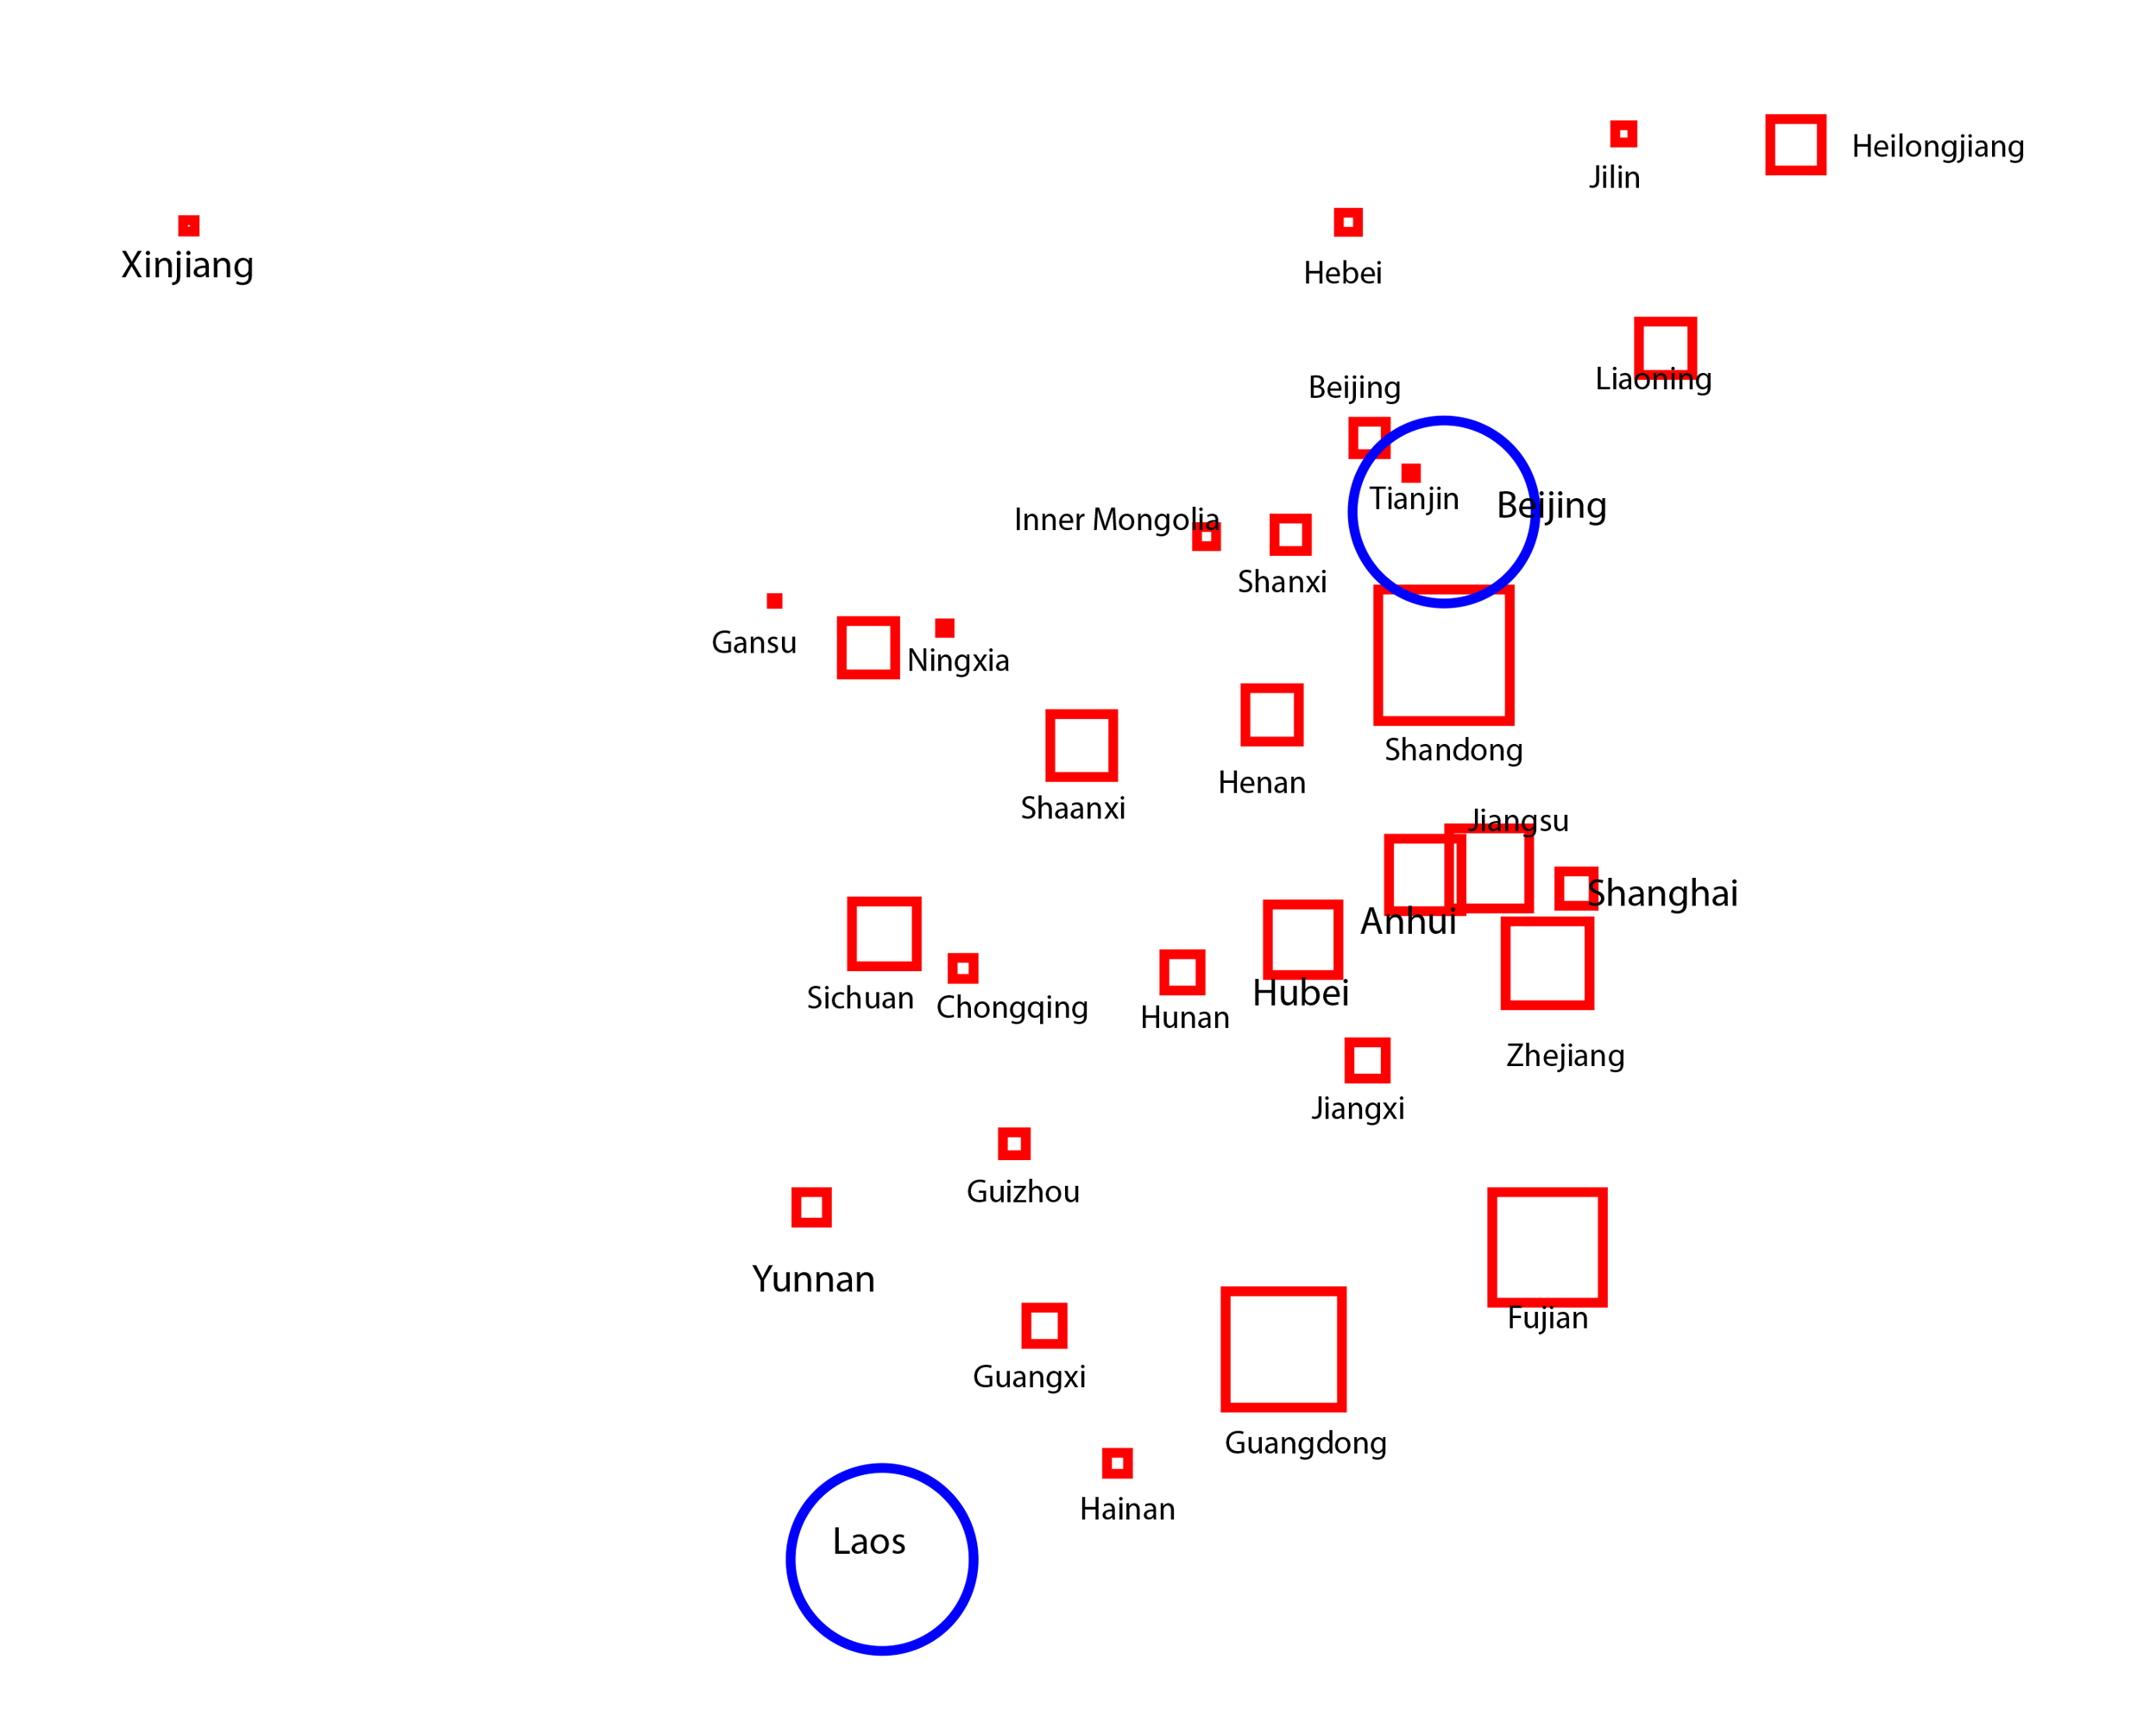 Heilongjiang
Jilin
Xinjiang
Hebei
Liaoning
Beijing
Tianjin
Beijing
Inner Mongolia
Shanxi
Gansu
Ningxia
Shandong
Henan
Shaanxi
Jiangsu
Shanghai
Anhui
Hubei
Sichuan
Chongqing
Hunan
Zhejiang
Jiangxi
Guizhou
Yunnan
Fujian
Guangxi
Guangdong
Hainan
Laos